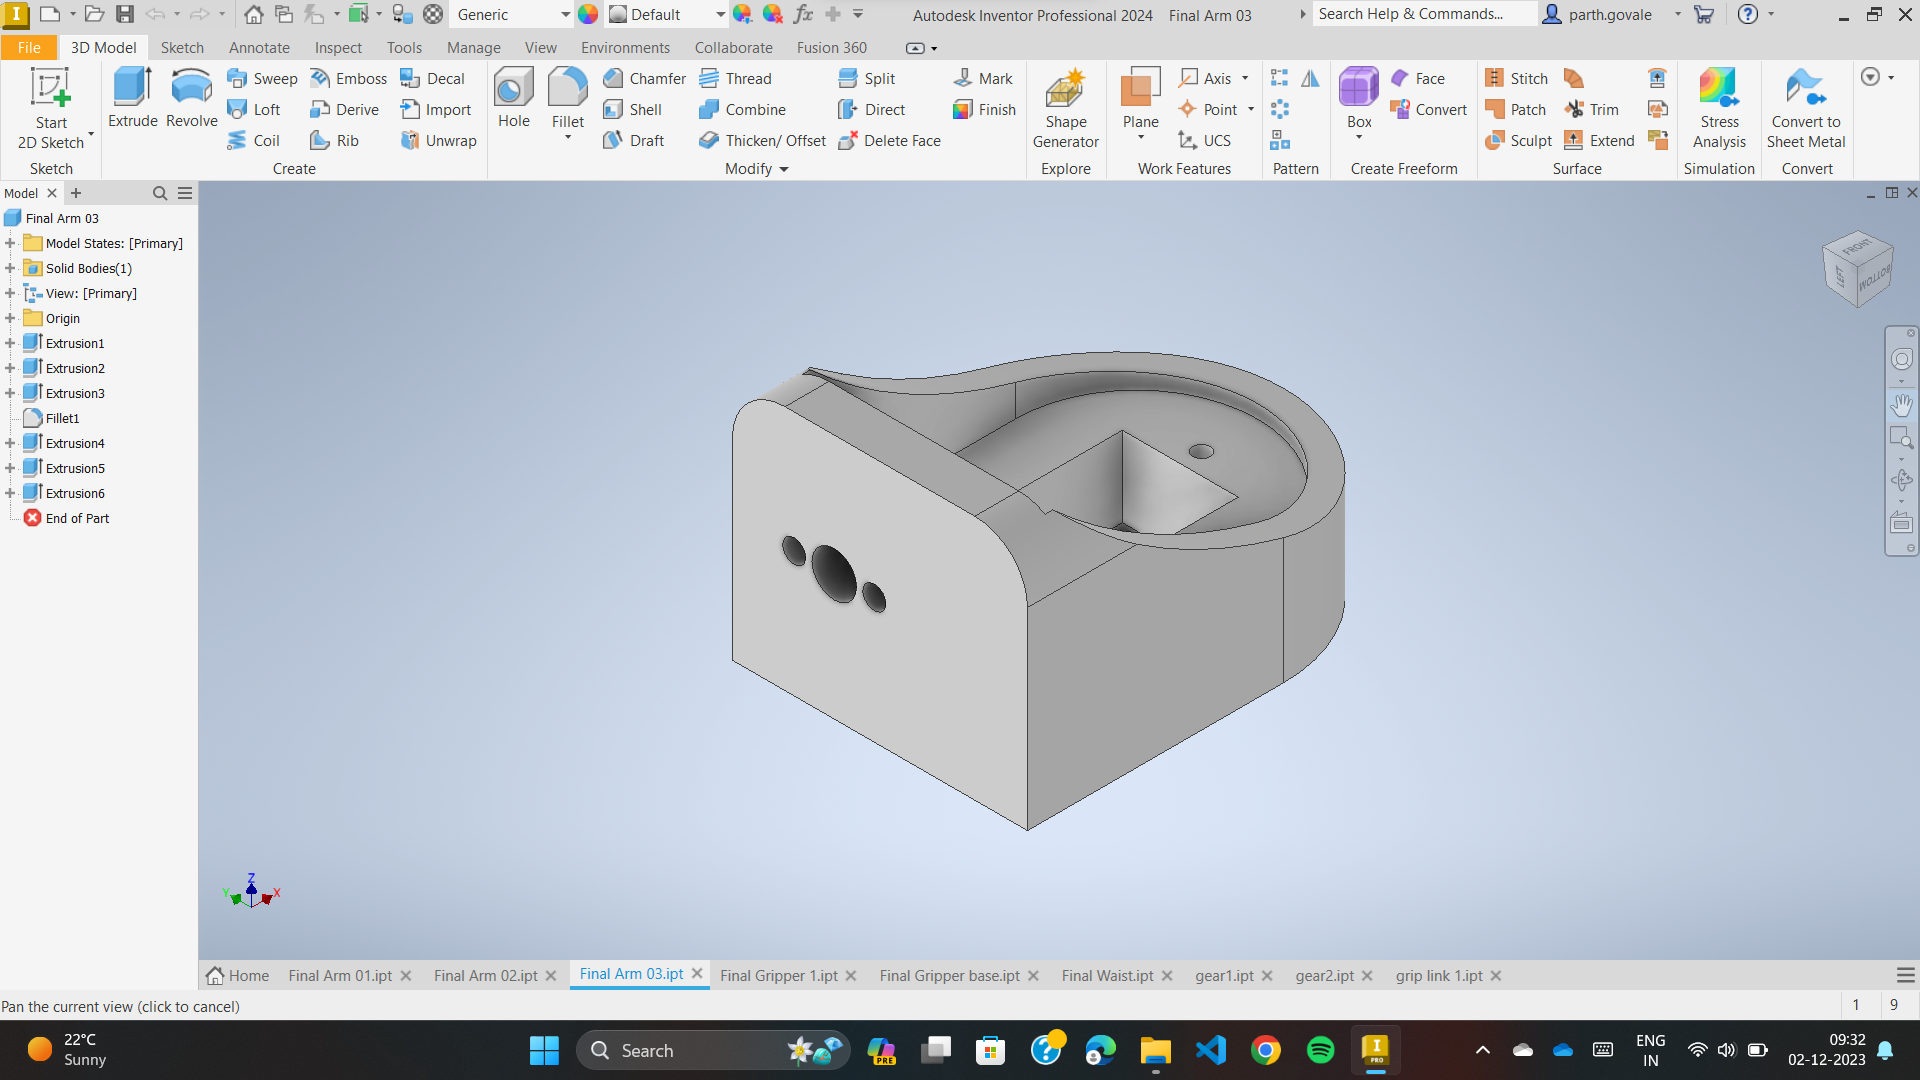 Generic
Default
Autodesk Inventor Professional 2024 Final Arm 03
Search Help & Commands...
parth.govale
File
3D Model
Sketch
Annotate
Inspect
Tools
Manage
View
Environments
Collaborate
Fusion 360
Start
2D Sketch
Sketch
Extrude
Revolve
Sweep
Loft
Coil
Emboss
Derive
Rib
Decal
Import
Unwrap
Create
Hole
Fillet
Chamfer
Shell
Draft
Thread
Combine
Thicken/ Offset
Split
Direct
Delete Face
Mark
Finish
Modify
Shape
Generator
Explore
Plane
Axis
Point
UCS
Work Features
Pattern
Box
Face
Convert
Create Freeform
Stitch
Patch
Sculpt
Trim
Extend
Surface
Stress
Analysis
Simulation
Convert to
Sheet Metal
Convert
Model
Final Arm 03
Model States: [Primary]
Solid Bodies(1)
View: [Primary]
Origin
Extrusion1
Extrusion2
Extrusion3
Fillet1
Extrusion4
Extrusion5
Extrusion6
End of Part
FRONT
LEFT
BOTTOM
Z
Y
X
Home
Final Arm 01.ipt
Final Arm 02.ipt
Final Arm 03.ipt
Final Gripper 1.ipt
Final Gripper base.ipt
Final Waist.ipt
gear1.ipt
gear2.ipt
grip link 1.ipt
Pan the current view (click to cancel)
1
9
22°C
Sunny
Search
PRE
I
PRO
ENG
IN
09:32
02-12-2023